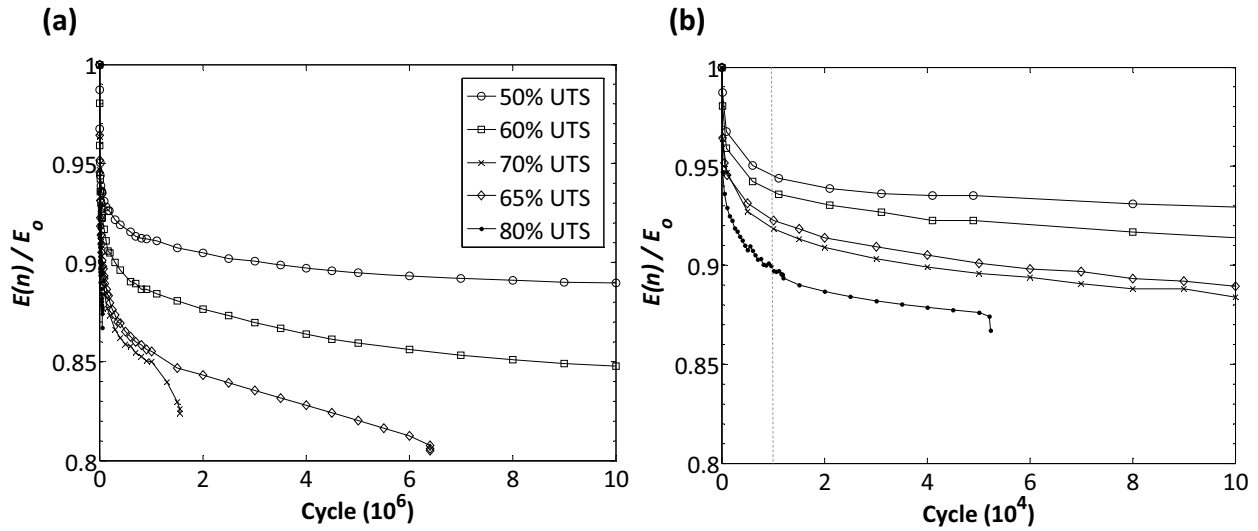 (a)
1
0.95
0.9
0.85
0.8
E(n) / Eo
0
2
4
6
8
10
Cycle (10^6)
50% UTS
60% UTS
70% UTS
65% UTS
80% UTS
(b)
1
0.95
0.9
0.85
0.8
E(n) / Eo
0
2
4
6
8
10
Cycle (10^4)